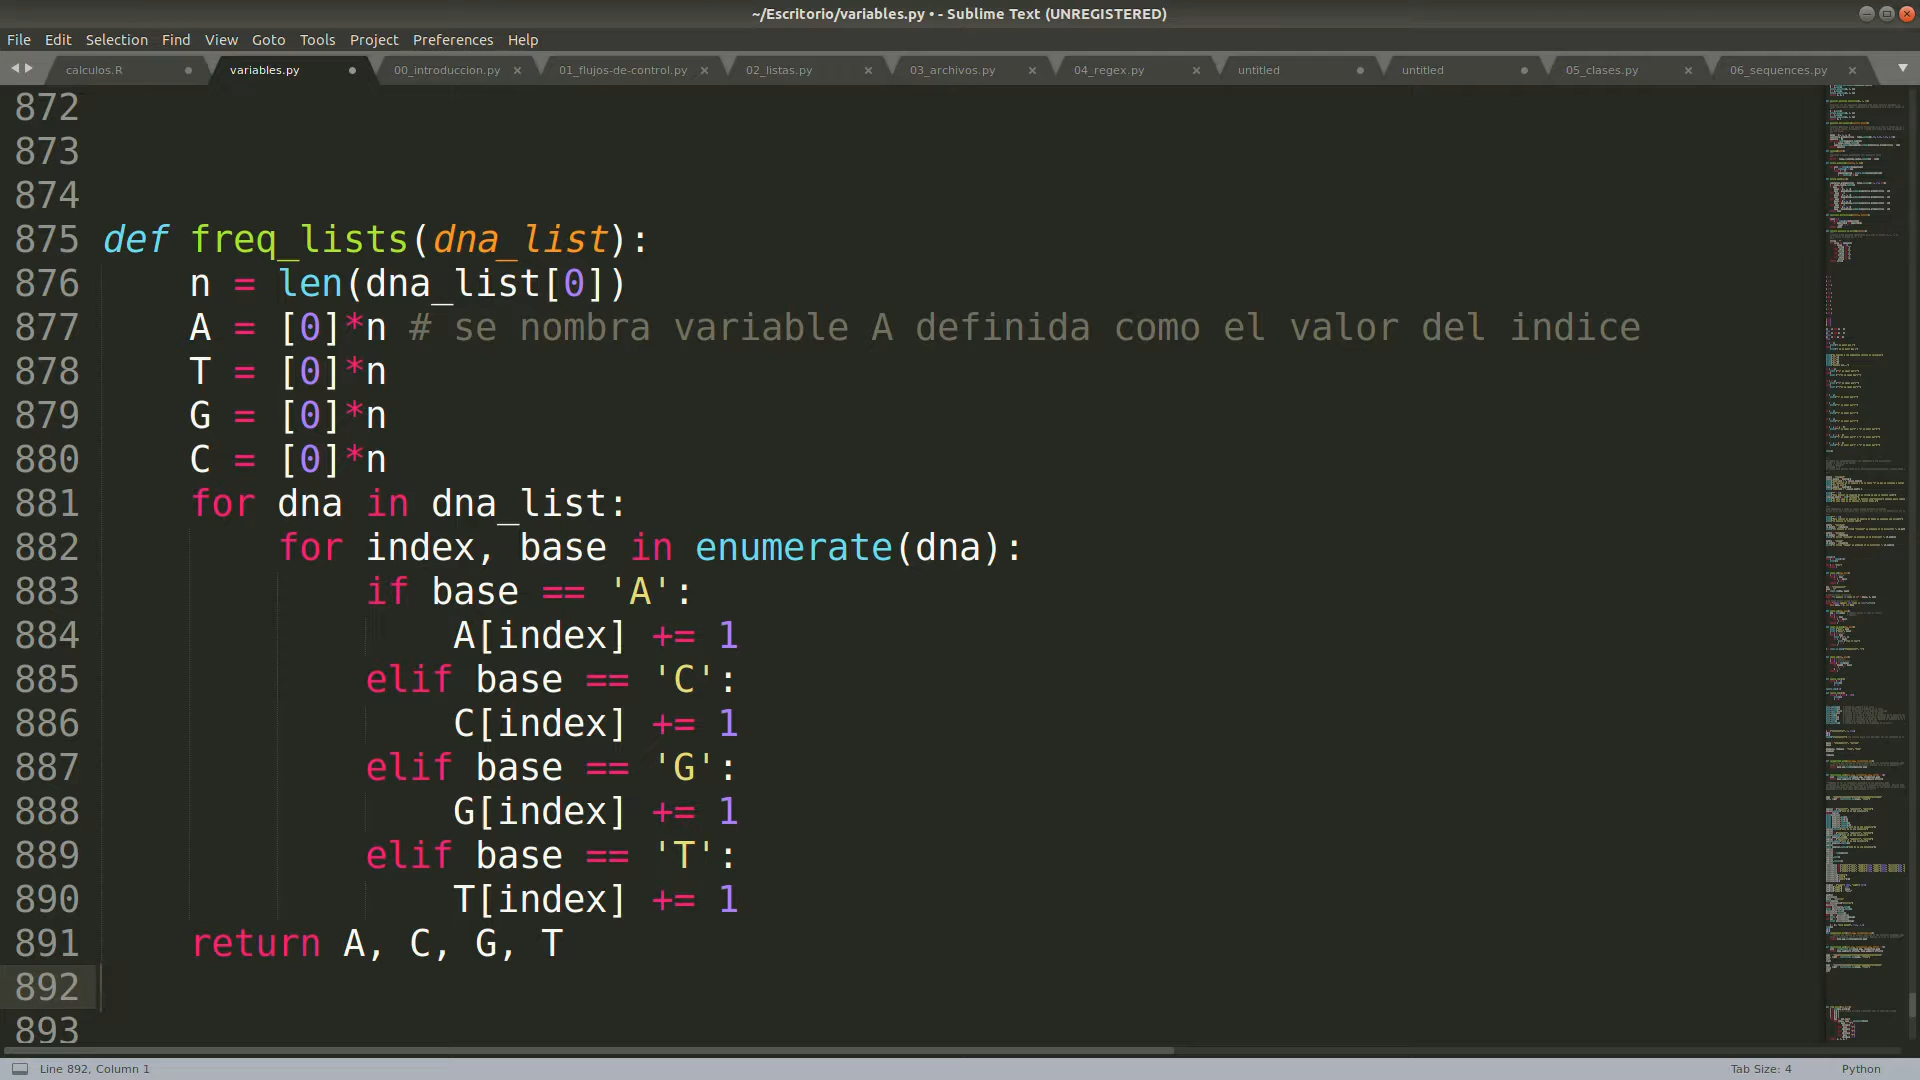 ~/Escritorio/variables.py • - Sublime Text (UNREGISTERED)
File Edit Selection Find View Goto Tools Project Preferences Help
calculos.R variables.py 00_introduccion.py 01_flujos-de-control.py 02_listas.py 03_archivos.py 04_regex.py untitled untitled 05_clases.py 06_sequences.py
872
873
874
875 def freq_lists(dna_list):
876 n = len(dna_list[0])
877 A = [0]*n # se nombra variable A definida como el valor del indice
878 T = [0]*n
879 G = [0]*n
880 C = [0]*n
881 for dna in dna_list:
882 for index, base in enumerate(dna):
883 if base == 'A':
884 A[index] += 1
885 elif base == 'C':
886 C[index] += 1
887 elif base == 'G':
888 G[index] += 1
889 elif base == 'T':
890 T[index] += 1
891 return A, C, G, T
892
893
Line 892, Column 1 Tab Size: 4 Python